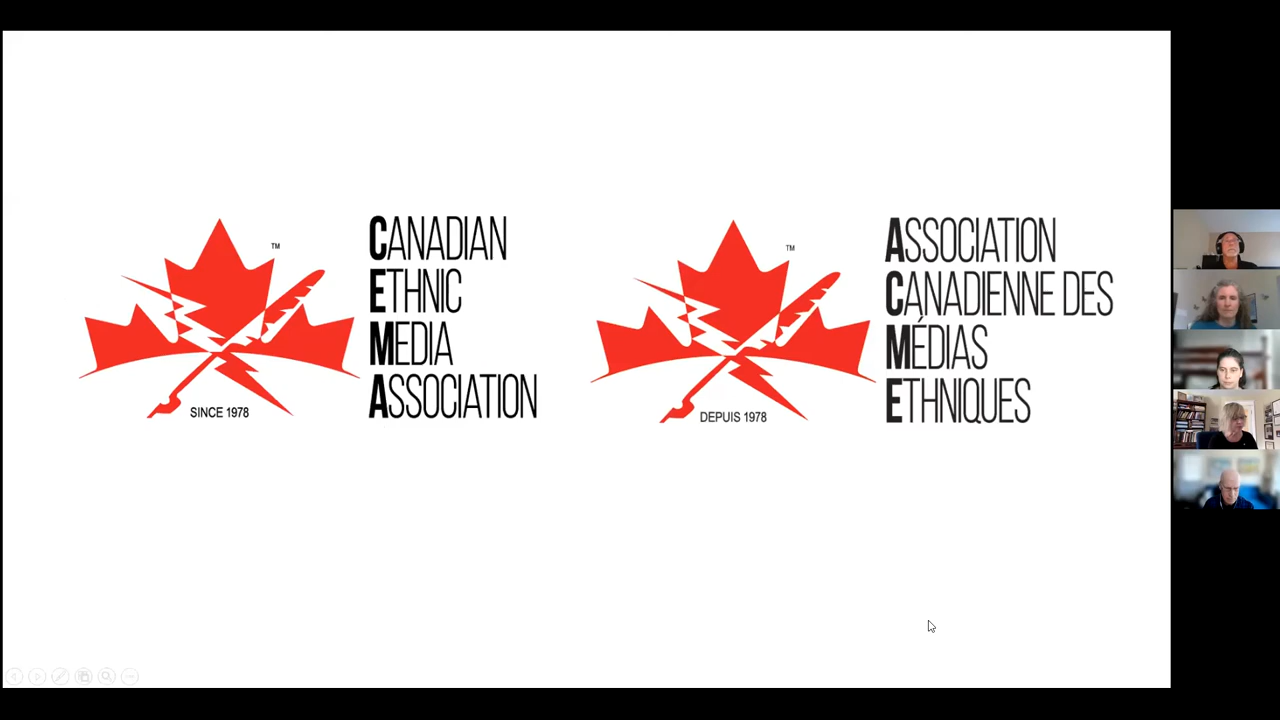 ™
CANADIAN
ETHNIC
MEDIA
ASSOCIATION
SINCE 1978
™
ASSOCIATION
CANADIENNE DES
MÉDIAS
ETHNIQUES
DEPUIS 1978